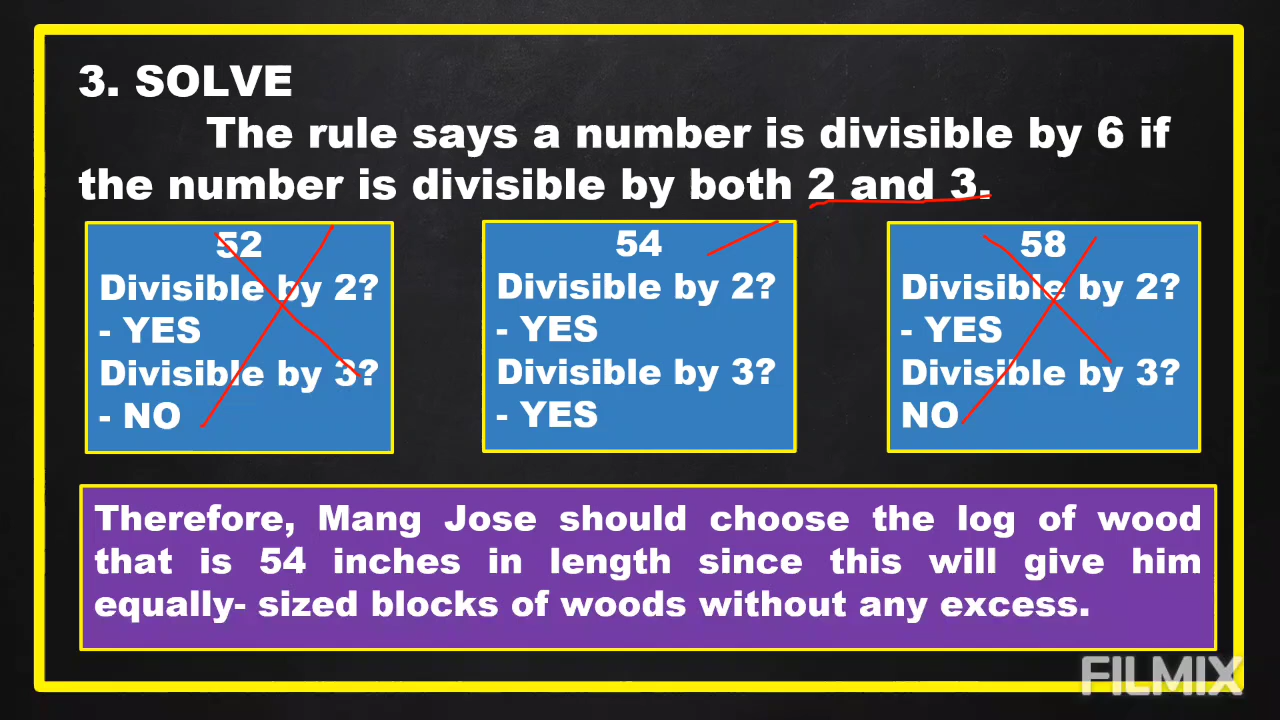 3. SOLVE
The rule says a number is divisible by 6 if
the number is divisible by both 2 and 3.
52
Divisible by 2?
- YES
Divisible by 3?
- NO
54
Divisible by 2?
- YES
Divisible by 3?
- YES
58
Divisible by 2?
- YES
Divisible by 3?
NO
Therefore, Mang Jose should choose the log of wood
that is 54 inches in length since this will give him
equally- sized blocks of woods without any excess.
FILMIX